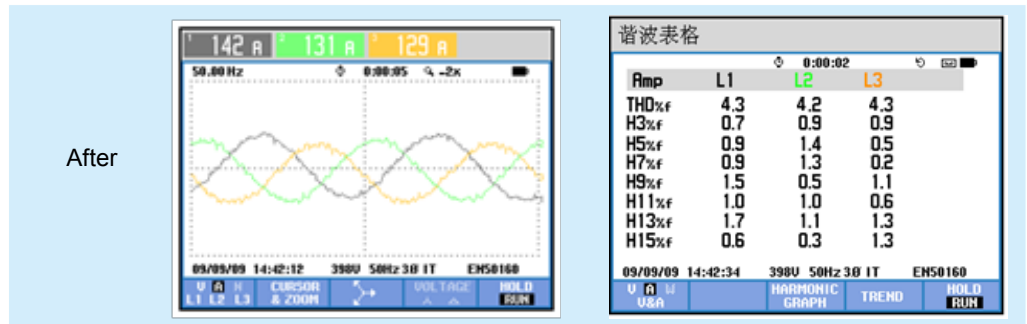 After
1 142 A 2 131 A 3 129 A
50.00Hz 0:00:05 -2x
09/09/09 14:42:12 398V 50Hz 3Ø IT EN50160
V A N
L1 L2 L3
CURSOR
& ZOOM
VOLTAGE
HOLD
RUN
谐波表格
0:00:02
Amp L1 L2 L3
THD%f 4.3 4.2 4.3
H3%f 0.7 0.9 0.9
H5%f 0.9 1.4 0.5
H7%f 0.9 1.3 0.2
H9%f 1.5 0.5 1.1
H11%f 1.0 1.0 0.6
H13%f 1.7 1.1 1.3
H15%f 0.6 0.3 1.3
09/09/09 14:42:34 398V 50Hz 3Ø IT EN50160
V A W
V&A
HARMONIC
GRAPH
TREND
HOLD
RUN